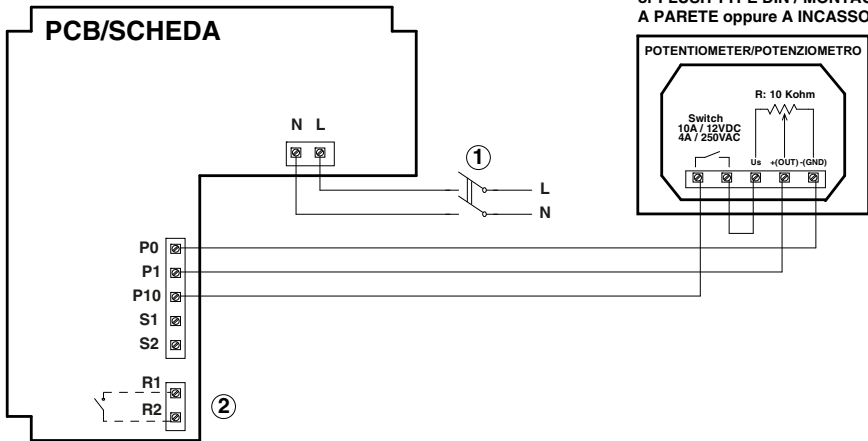 A PARETE oppure A INCASSO
PCB/SCHEDA
POTENTIOMETER/POTENZIOMETRO
R: 10 Kohm
Switch
10A / 12VDC
4A / 250VAC
Us +(OUT) -(GND)
N L
1
L
N
P0
P1
P10
S1
S2
R1
R2
2